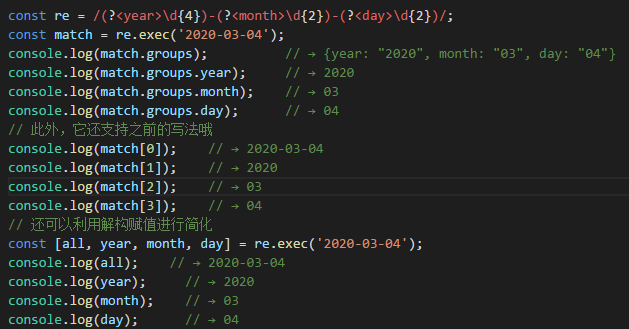 const re = /(?<year>\d{4})-(?<month>\d{2})-(?<day>\d{2})/;
const match = re.exec('2020-03-04');
console.log(match.groups);          // → {year: "2020", month: "03", day: "04"}
console.log(match.groups.year);     // → 2020
console.log(match.groups.month);    // → 03
console.log(match.groups.day);      // → 04
// 此外，它还支持之前的写法哦
console.log(match[0]);    // → 2020-03-04
console.log(match[1]);    // → 2020
console.log(match[2]);    // → 03
console.log(match[3]);    // → 04
// 还可以利用解构赋值进行简化
const [all, year, month, day] = re.exec('2020-03-04');
console.log(all);    // → 2020-03-04
console.log(year);     // → 2020
console.log(month);    // → 03
console.log(day);      // → 04